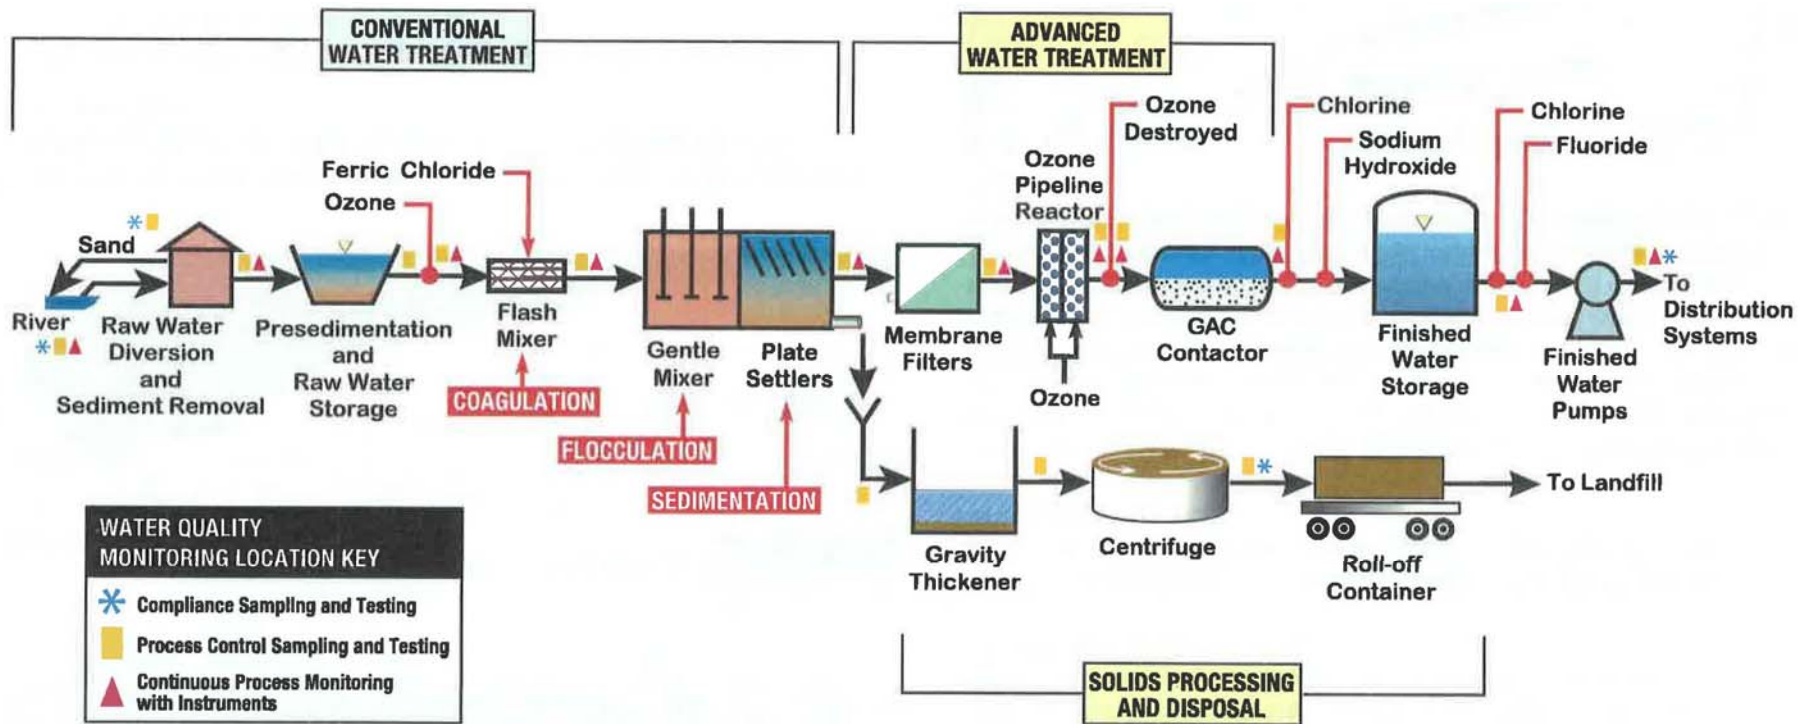 CONVENTIONAL
WATER TREATMENT
ADVANCED
WATER TREATMENT
Ozone
Destroyed
Chlorine
Sodium
Hydroxide
Chlorine
Fluoride
Ferric Chloride
Ozone
Ozone
Pipeline
Reactor
Sand
River
Raw Water
Diversion
and
Sediment Removal
Presedimentation
and
Raw Water
Storage
Flash
Mixer
COAGULATION
Gentle
Mixer
FLOCCULATION
Plate
Settlers
SEDIMENTATION
Membrane
Filters
Ozone
GAC
Contactor
Finished
Water
Storage
Finished
Water
Pumps
To
Distribution
Systems
Gravity
Thickener
Centrifuge
Roll-off
Container
To Landfill
SOLIDS PROCESSING
AND DISPOSAL
WATER QUALITY
MONITORING LOCATION KEY
Compliance Sampling and Testing
Process Control Sampling and Testing
Continuous Process Monitoring
with Instruments